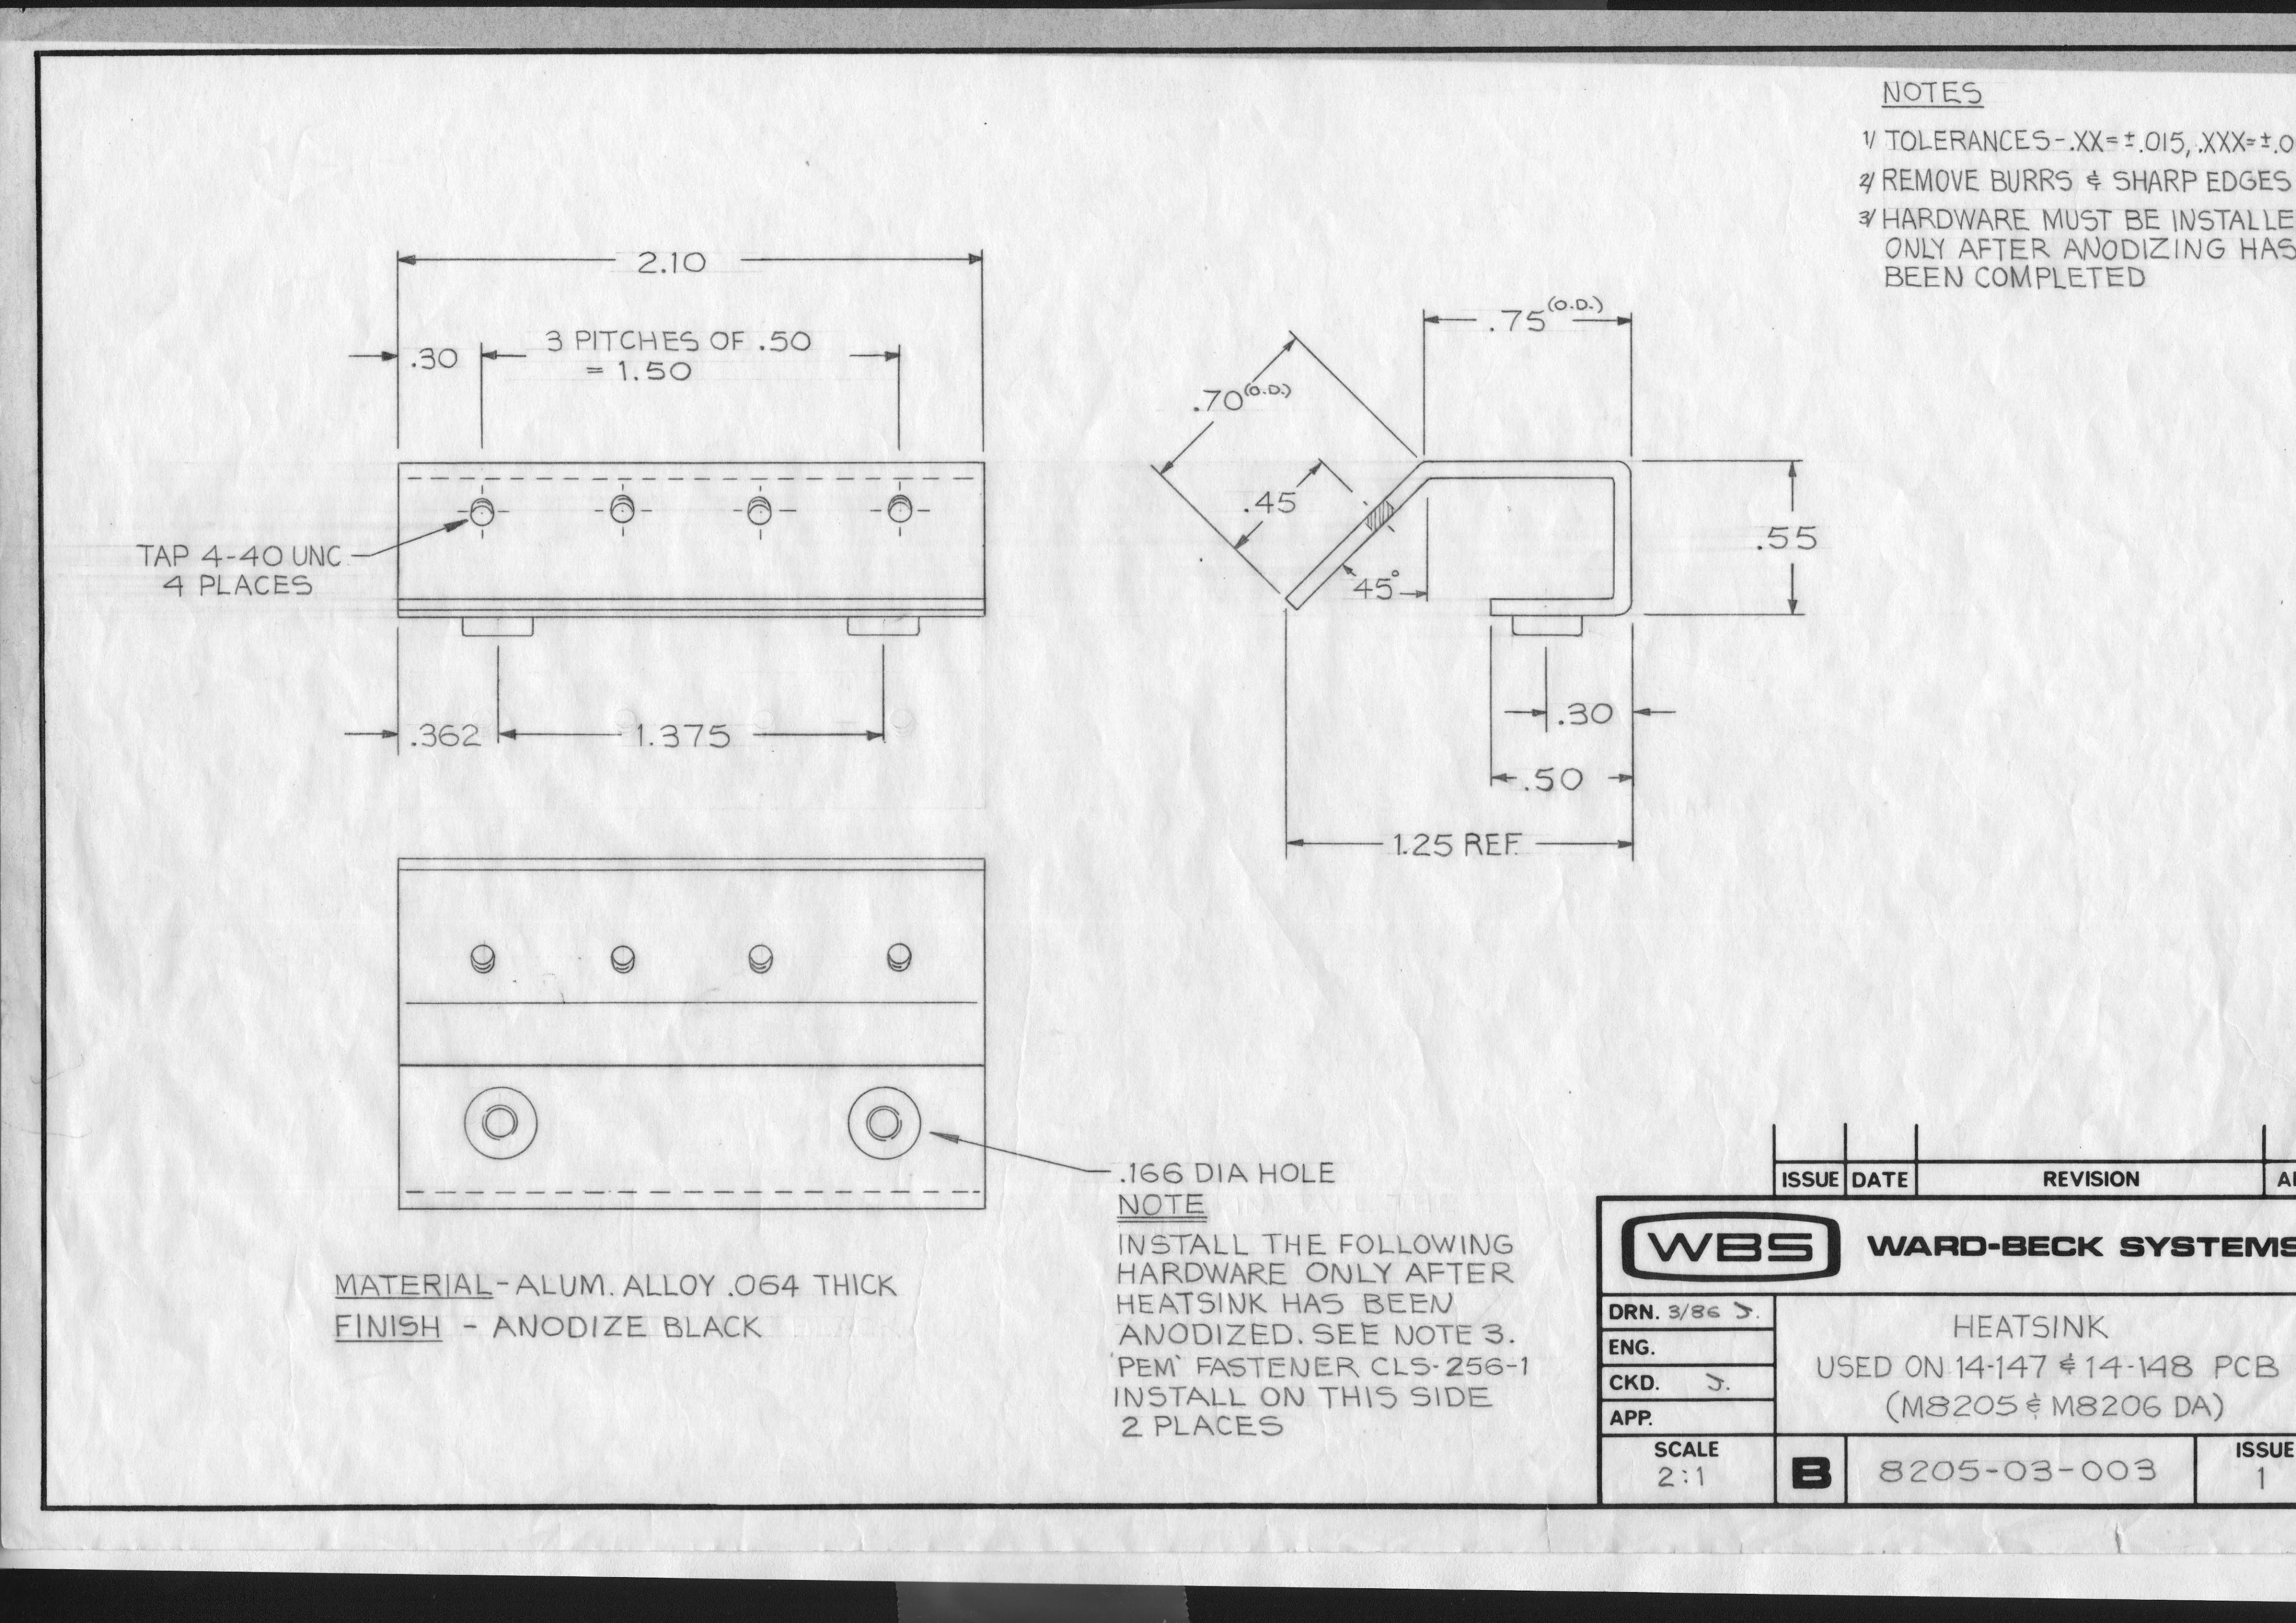 NOTES
1/ TOLERANCES-.XX=±.015, .XXX=±.0
2/ REMOVE BURRS & SHARP EDGES
3/ HARDWARE MUST BE INSTALLE
ONLY AFTER ANODIZING HAS
BEEN COMPLETED
2.10
.30
3 PITCHES OF .50
= 1.50
TAP 4-40 UNC
4 PLACES
.362
1.375
.75 (O.D.)
.70 (O.D.)
.45
45°
.55
.30
.50
1.25 REF.
.166 DIA HOLE
NOTE
INSTALL THE FOLLOWING
HARDWARE ONLY AFTER
HEATSINK HAS BEEN
ANODIZED. SEE NOTE 3.
'PEM' FASTENER CLS-256-1
INSTALL ON THIS SIDE
2 PLACES
MATERIAL-ALUM. ALLOY .064 THICK
FINISH - ANODIZE BLACK
ISSUE DATE REVISION
WBS WARD-BECK SYSTEMS
DRN. 3/86 J.
ENG.
CKD. J.
APP.
HEATSINK
USED ON 14-147 & 14-148 PCB
(M8205 & M8206 DA)
SCALE
2:1
B
8205-03-003
ISSUE
1